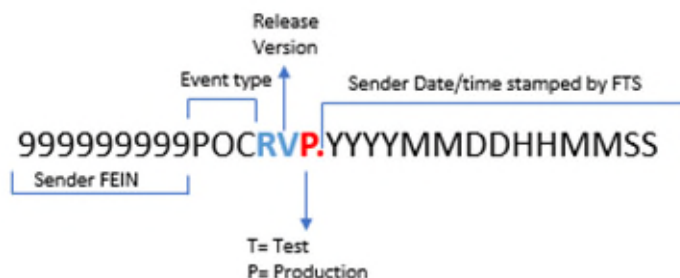 Release
Version
Event type
Sender Date/time stamped by FTS
999999999POCRVP.YYYYMMDDHHMMSS
Sender FEIN
T= Test
P= Production